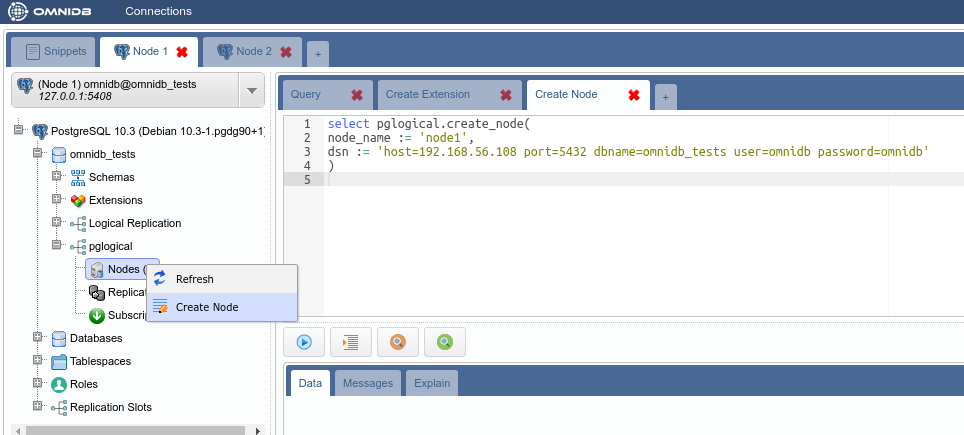 OMNIDB Connections
Snippets Node 1 Node 2 +
(Node 1) omnidb@omnidb_tests
127.0.0.1:5408
Query Create Extension Create Node +
PostgreSQL 10.3 (Debian 10.3-1.pgdg90+1
omnidb_tests
Schemas
Extensions
Logical Replication
pglogical
Nodes (
Replicat
Subscrip
Refresh
Create Node
Databases
Tablespaces
Roles
Replication Slots
1 select pglogical.create_node(
2 node_name := 'node1',
3 dsn := 'host=192.168.56.108 port=5432 dbname=omnidb_tests user=omnidb password=omnidb'
4 )
5
Data Messages Explain